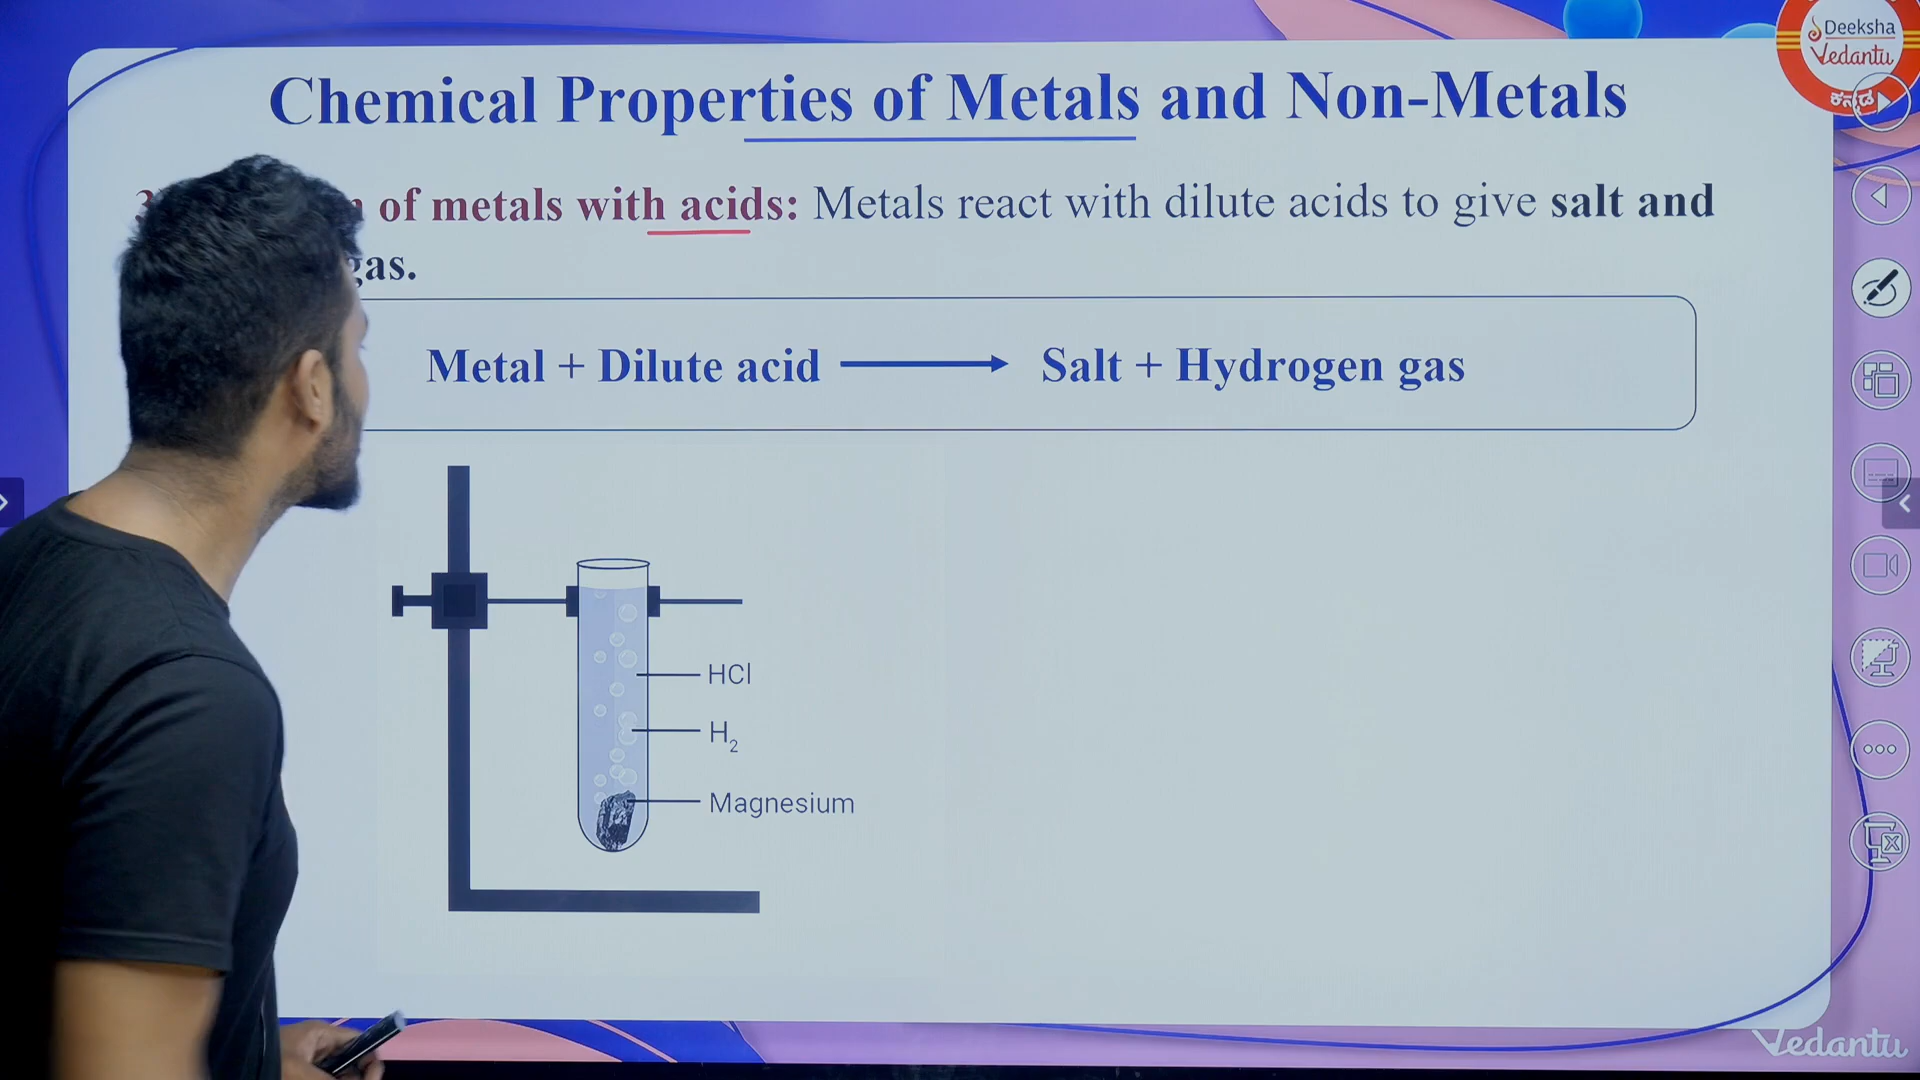 Deeksha
Vedantu
ಕನ್ನಡ
Chemical Properties of Metals and Non-Metals
of metals with acids: Metals react with dilute acids to give salt and
gas.
Metal + Dilute acid ⟶ Salt + Hydrogen gas
HCl
H₂
Magnesium
Vedantu